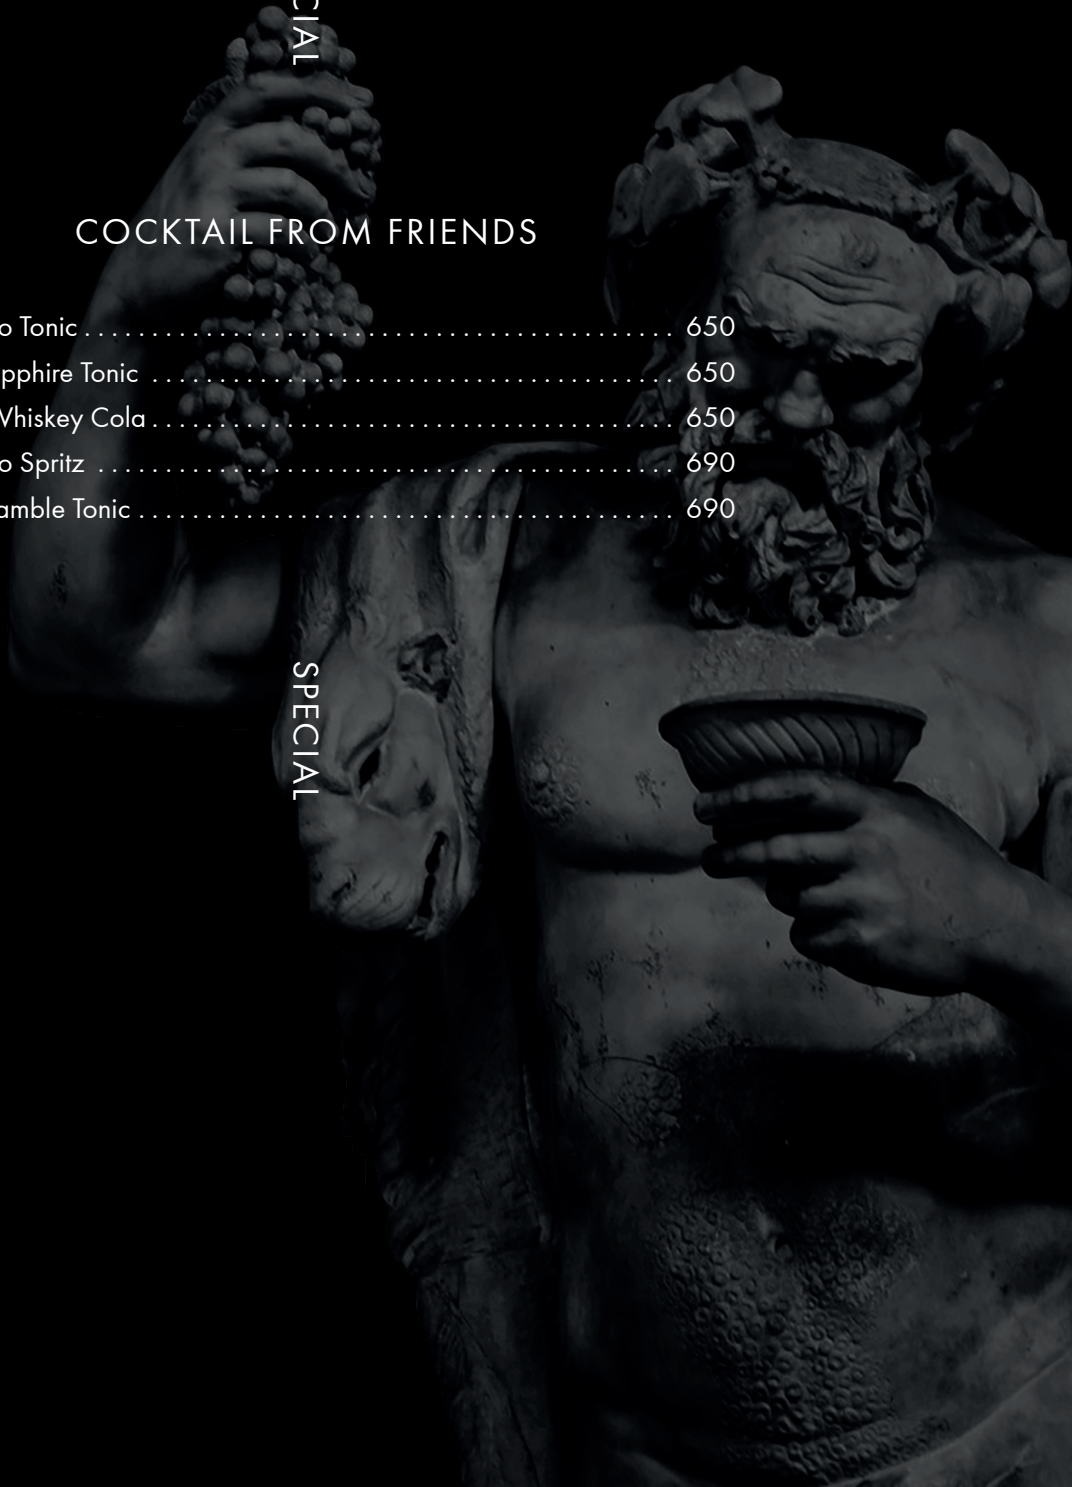 CIAL
COCKTAIL FROM FRIENDS
o Tonic . . . . . . . . . . . . . . . . . . . . . . . . . . . . . . . . . . . . . . . . . . . . 650
pphire Tonic . . . . . . . . . . . . . . . . . . . . . . . . . . . . . . . . . . . . . . . 650
Whiskey Cola . . . . . . . . . . . . . . . . . . . . . . . . . . . . . . . . . . . . . . . 650
o Spritz . . . . . . . . . . . . . . . . . . . . . . . . . . . . . . . . . . . . . . . . . . . 690
amble Tonic . . . . . . . . . . . . . . . . . . . . . . . . . . . . . . . . . . . . . . . . 690
SPECIAL